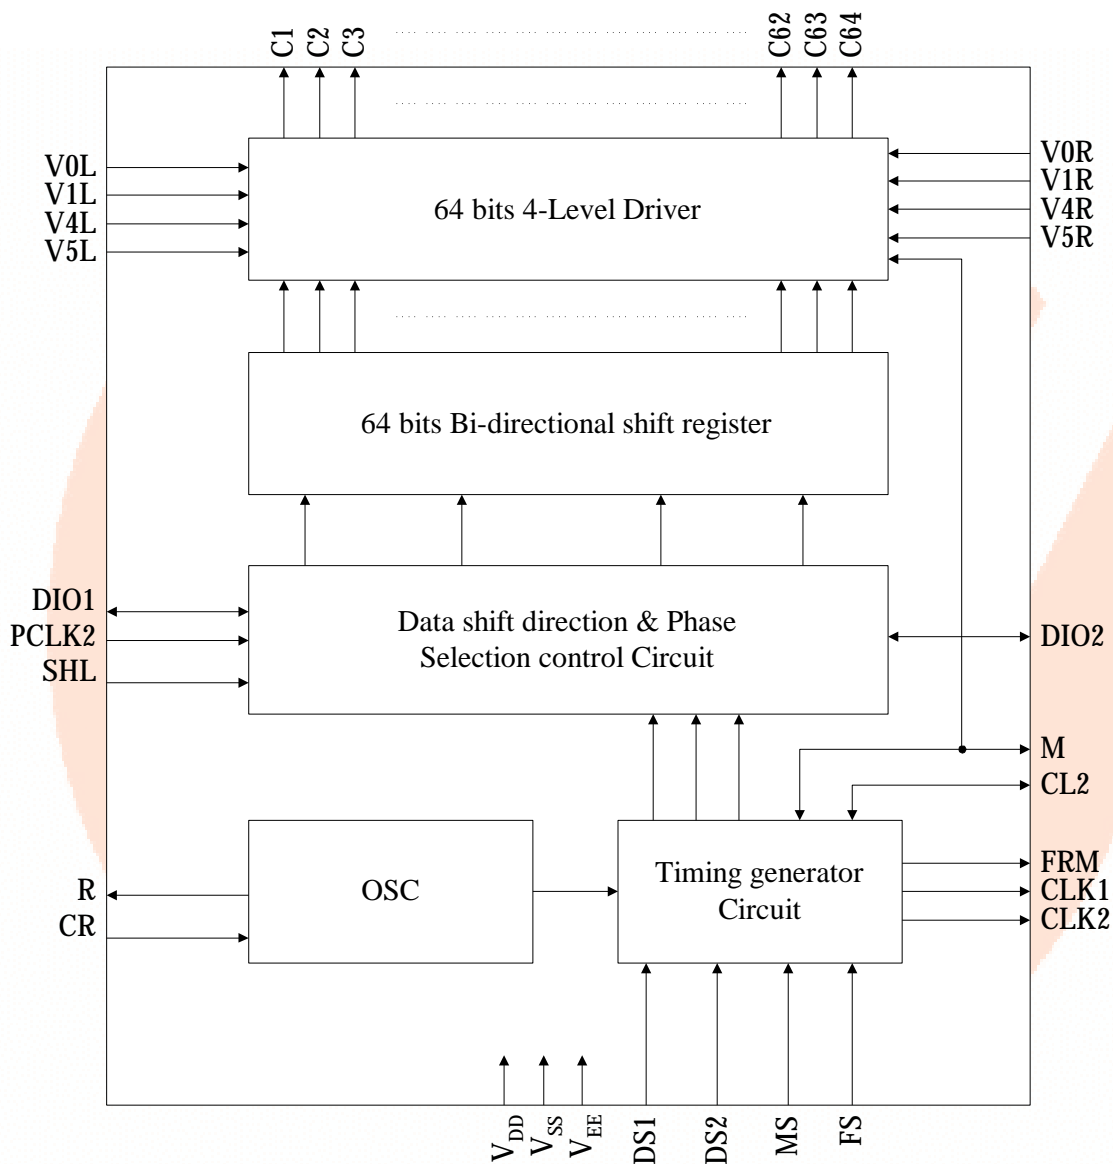 C1 C2 C3 C62 C63 C64
V0L
V1L
V4L
V5L
64 bits 4-Level Driver
V0R
V1R
V4R
V5R
64 bits Bi-directional shift register
DIO1
PCLK2
SHL
Data shift direction & Phase
Selection control Circuit
DIO2
M
CL2
R
CR
OSC
Timing generator
Circuit
FRM
CLK1
CLK2
VDD VSS VEE DS1 DS2 MS FS